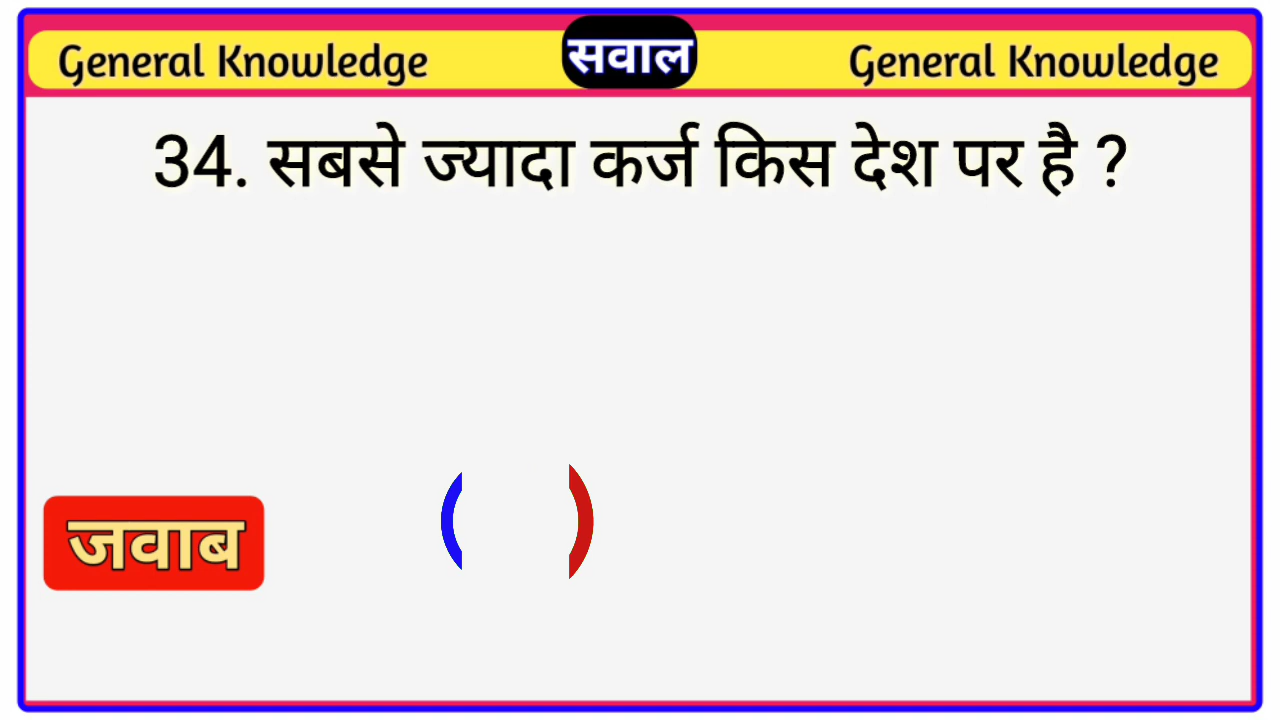 General Knowledge सवाल General Knowledge
34. सबसे ज्यादा कर्ज किस देश पर है ?
जवाब